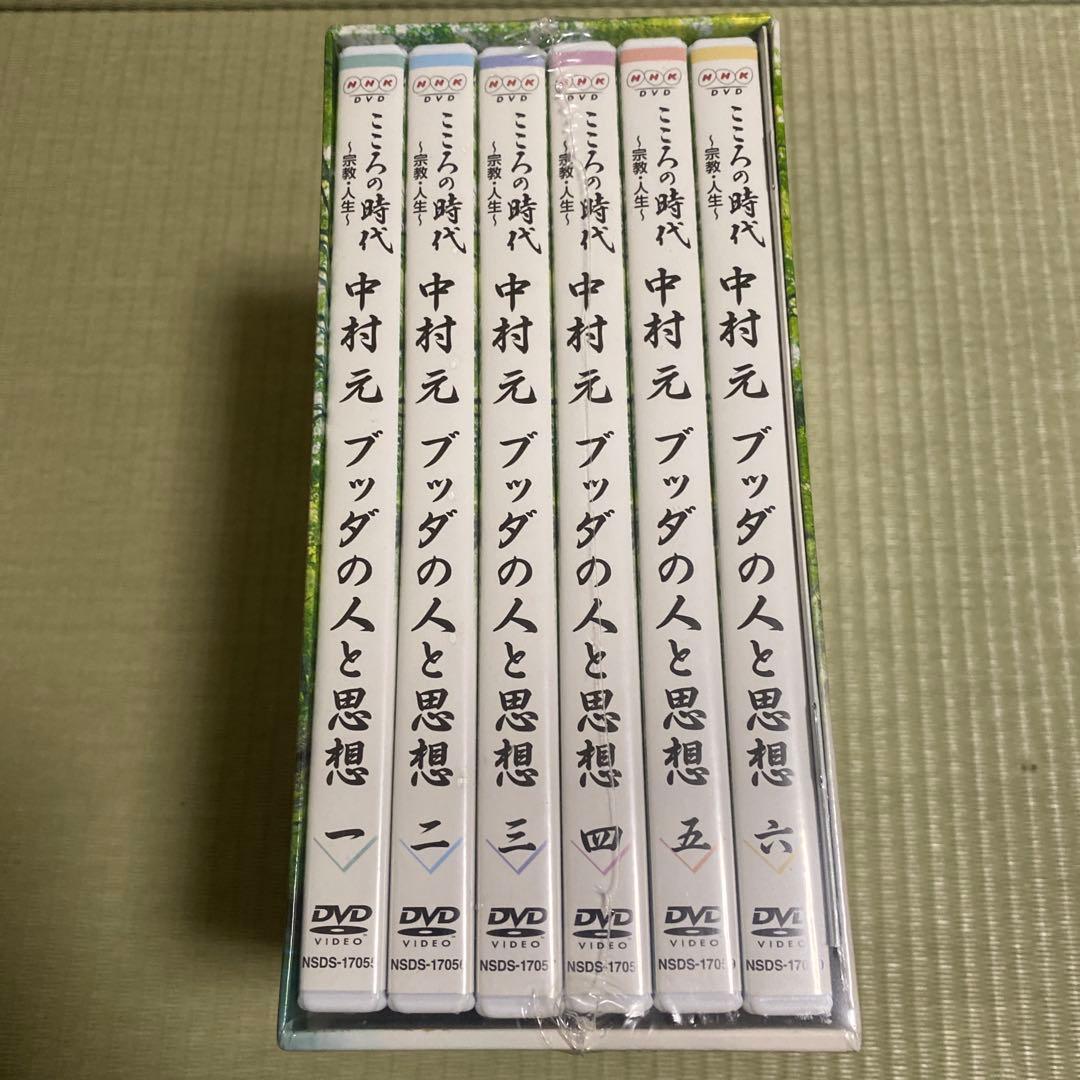 NHK
DVD
こころの時代
～宗教・人生～
中村 元
ブッダの人と思想
一
DVD
VIDEO
NSDS-17055
NHK
DVD
こころの時代
～宗教・人生～
中村 元
ブッダの人と思想
二
DVD
VIDEO
NSDS-17056
NHK
DVD
こころの時代
～宗教・人生～
中村 元
ブッダの人と思想
三
DVD
VIDEO
NSDS-17057
NHK
DVD
こころの時代
～宗教・人生～
中村 元
ブッダの人と思想
四
DVD
VIDEO
NHK
DVD
こころの時代
～宗教・人生～
中村 元
ブッダの人と思想
五
DVD
VIDEO
NSDS-17059
NHK
DVD
こころの時代
～宗教・人生～
中村 元
ブッダの人と思想
六
DVD
VIDEO